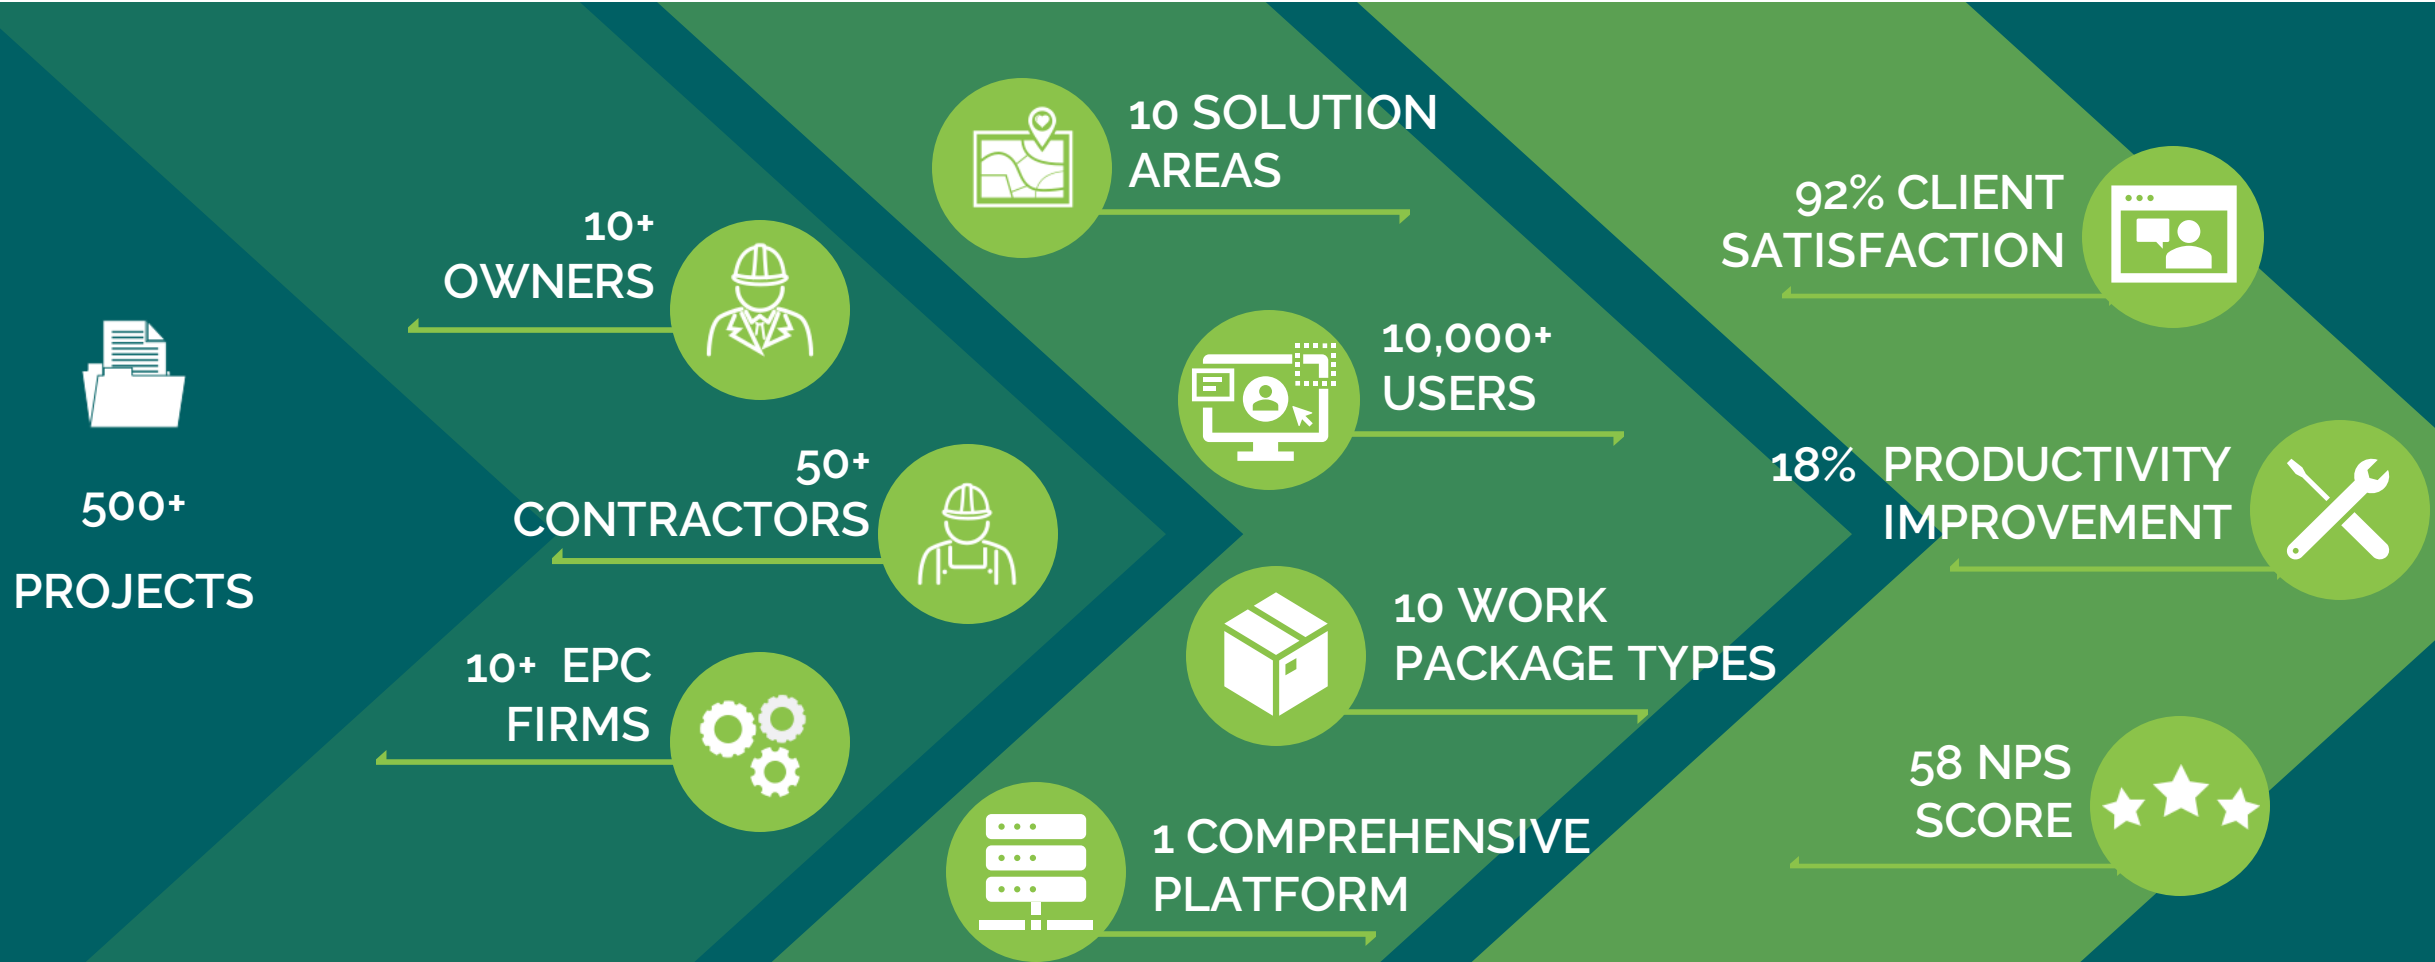 500+
PROJECTS
10+
OWNERS
50+
CONTRACTORS
10+ EPC
FIRMS
10 SOLUTION
AREAS
10,000+
USERS
10 WORK
PACKAGE TYPES
1 COMPREHENSIVE
PLATFORM
92% CLIENT
SATISFACTION
18% PRODUCTIVITY
IMPROVEMENT
58 NPS
SCORE